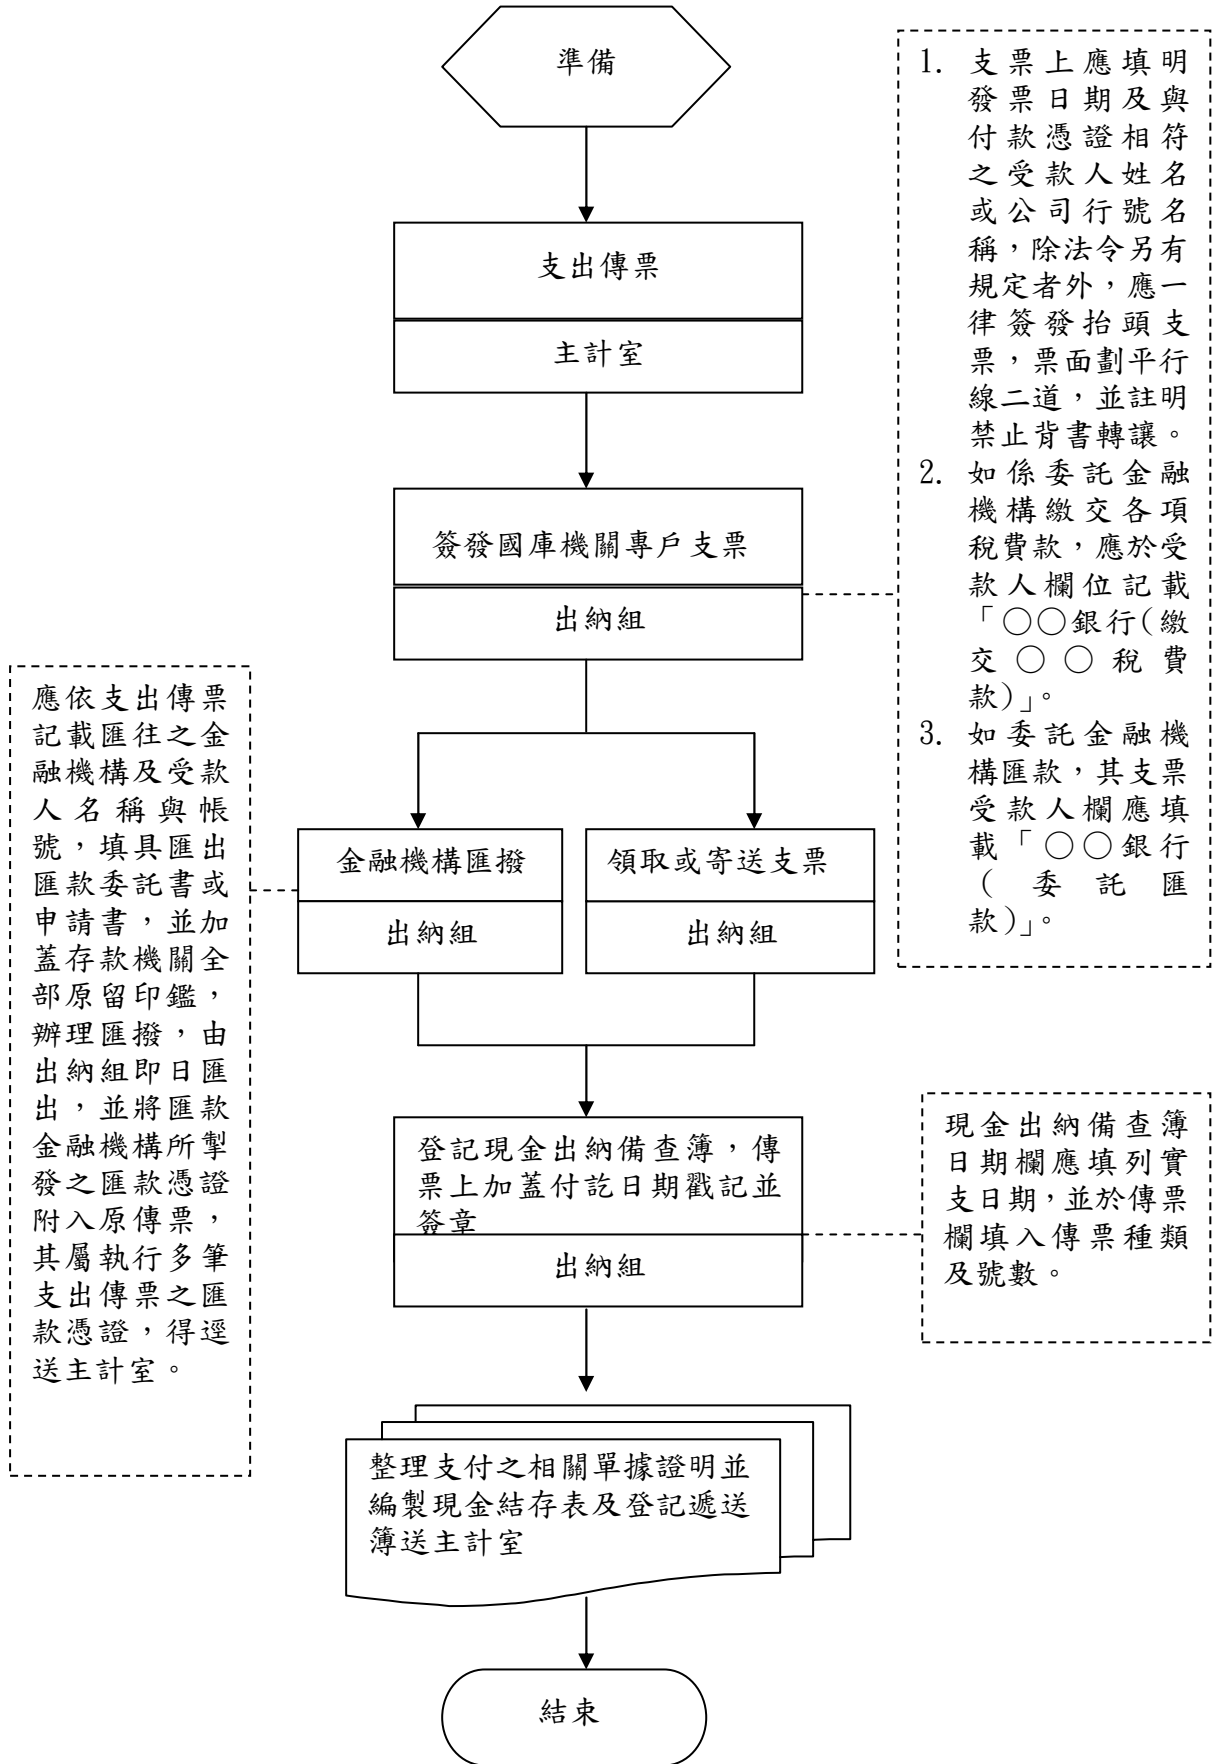 準備
支出傳票
主計室
簽發國庫機關專戶支票
出納組
1. 支票上應填明
發票日期及與
付款憑證相符
之受款人姓名
或公司行號名
稱，除法令另有
規定者外，應一
律簽發抬頭支
票，票面劃平行
線二道，並註明
禁止背書轉讓。
2. 如係委託金融
機構繳交各項
稅費款，應於受
款人欄位記載
「○○銀行(繳
交○○稅費
款)」。
3. 如委託金融機
構匯款，其支票
受款人欄應填
載「○○銀行
(委託匯
款)」。
金融機構匯撥
出納組
領取或寄送支票
出納組
應依支出傳票
記載匯往之金
融機構及受款
人名稱與帳
號，填具匯出
匯款委託書或
申請書，並加
蓋存款機關全
部原留印鑑，
辦理匯撥，由
出納組即日匯
出，並將匯款
金融機構所掣
發之匯款憑證
附入原傳票，
其屬執行多筆
支出傳票之匯
款憑證，得逕
送主計室。
登記現金出納備查簿，傳
票上加蓋付訖日期戳記並
簽章
出納組
現金出納備查簿
日期欄應填列實
支日期，並於傳票
欄填入傳票種類
及號數。
整理支付之相關單據證明並
編製現金結存表及登記遞送
簿送主計室
結束